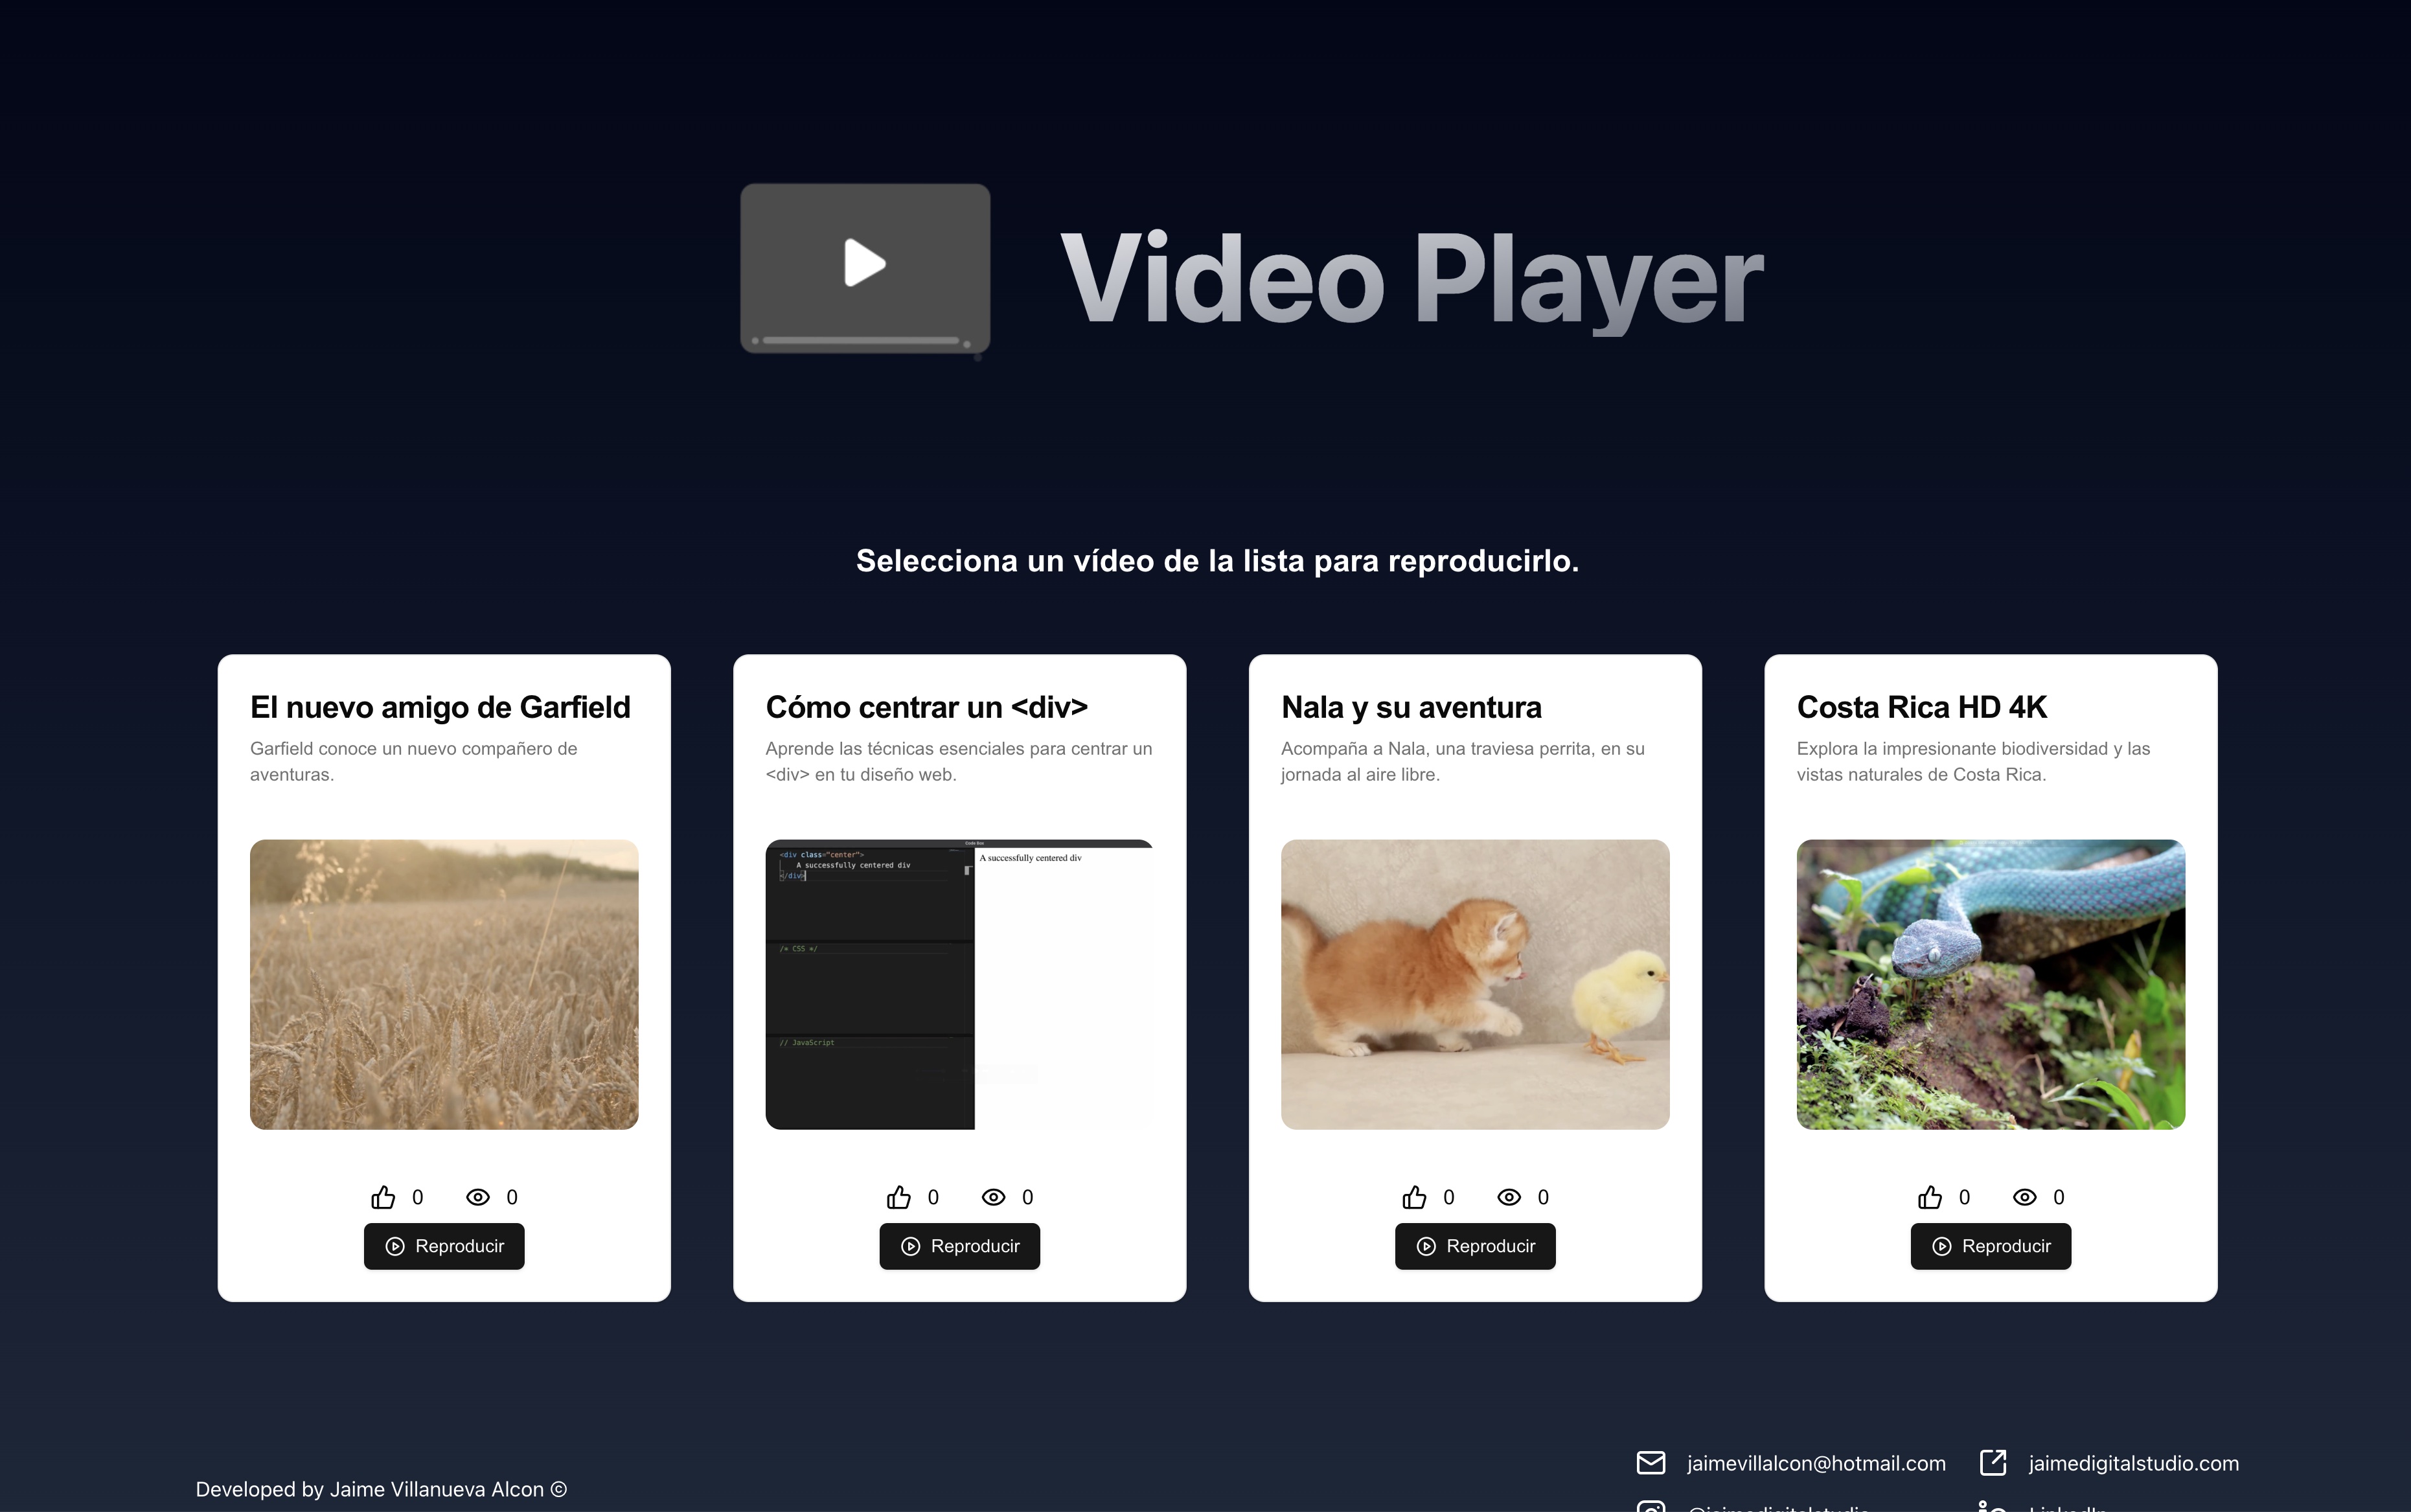 Video Player
Selecciona un vídeo de la lista para reproducirlo.
El nuevo amigo de Garfield
Garfield conoce un nuevo compañero de
aventuras.
0 0
Reproducir
Cómo centrar un <div>
Aprende las técnicas esenciales para centrar un
<div> en tu diseño web.
<div class="center">
A successfully centered div
</div>
/* CSS */
// JavaScript
A successfully centered div
0 0
Reproducir
Nala y su aventura
Acompaña a Nala, una traviesa perrita, en su
jornada al aire libre.
0 0
Reproducir
Costa Rica HD 4K
Explora la impresionante biodiversidad y las
vistas naturales de Costa Rica.
0 0
Reproducir
Developed by Jaime Villanueva Alcon ©
jaimevillalcon@hotmail.com
jaimedigitalstudio.com